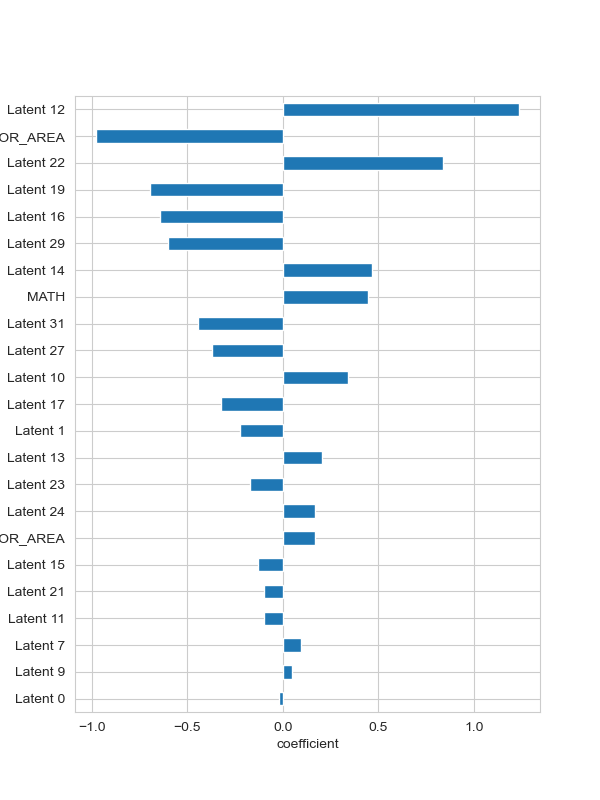 Latent 12
OR_AREA
Latent 22
Latent 19
Latent 16
Latent 29
Latent 14
MATH
Latent 31
Latent 27
Latent 10
Latent 17
Latent 1
Latent 13
Latent 23
Latent 24
OR_AREA
Latent 15
Latent 21
Latent 11
Latent 7
Latent 9
Latent 0
−1.0 −0.5 0.0 0.5 1.0
coefficient